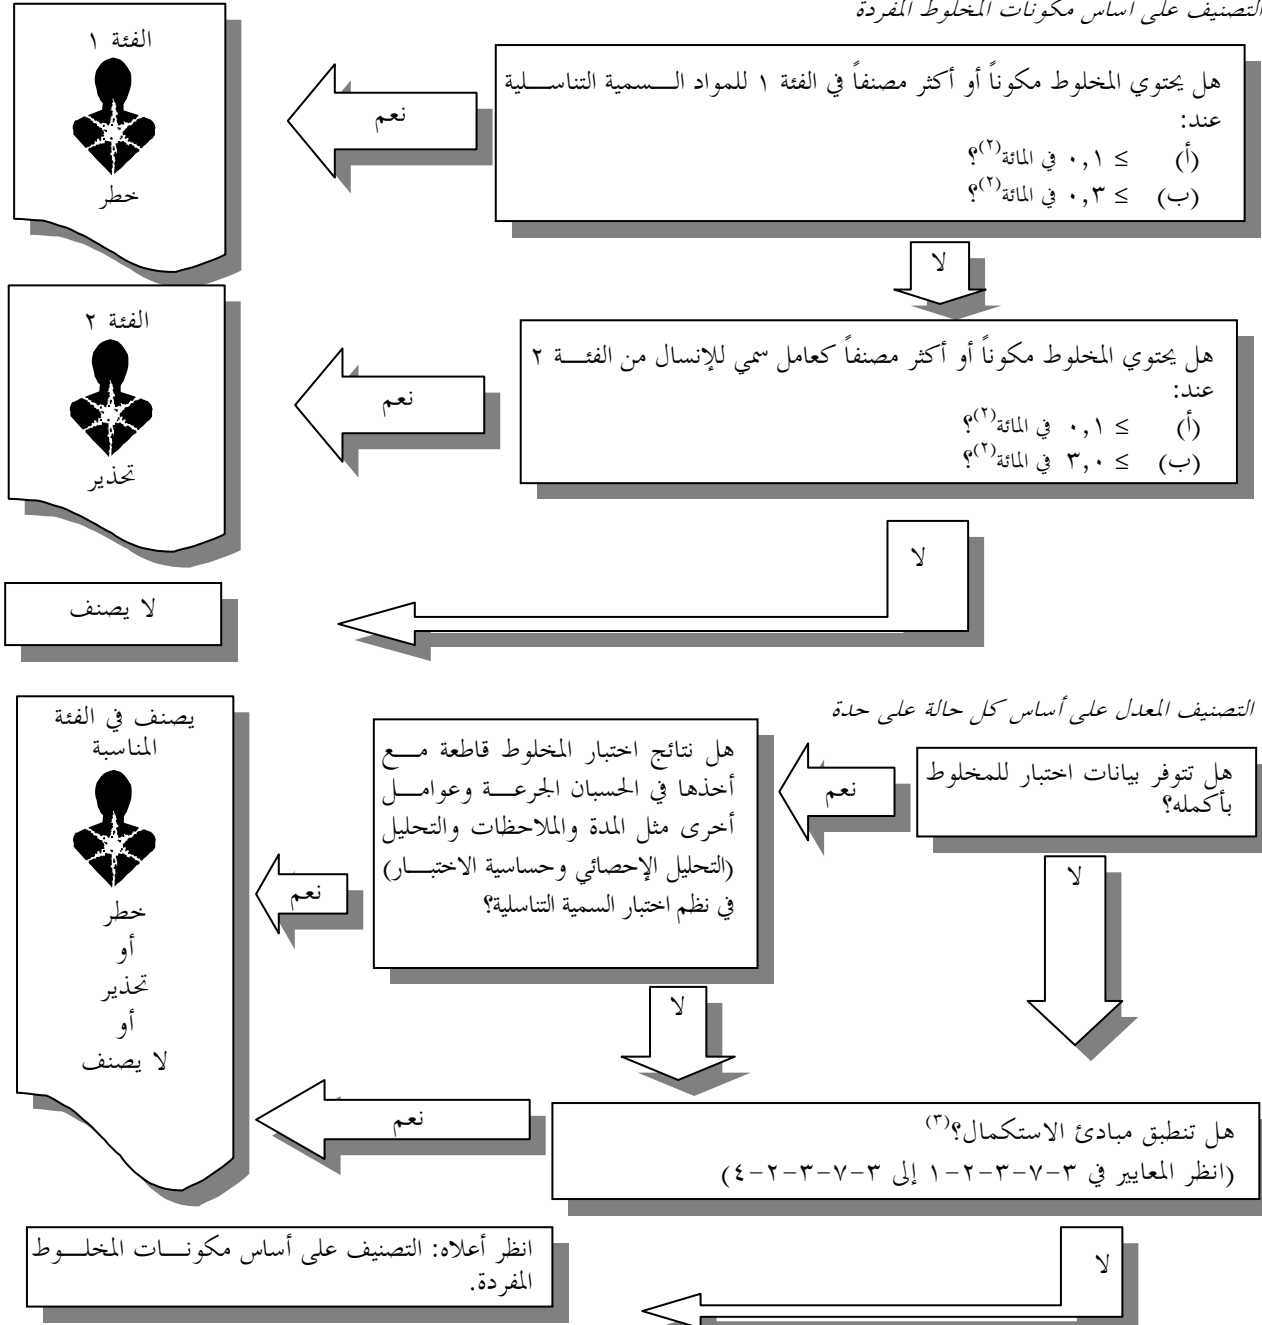 التصنيف على أساس مكونات المخلوط المفردة
هل يحتوي المخلوط مكوناً أو أكثر مصنفاً في الفئة ١ للمواد السمية التناسلية
عند:
(أ) ≥ ٠,١ في المائة(٢)؟
(ب) ≥ ٠,٣ في المائة(٢)؟
نعم
الفئة ١
خطر
لا
هل يحتوي المخلوط مكوناً أو أكثر مصنفاً كعامل سمي للإنسال من الفئة ٢
عند:
(أ) ≥ ٠,١ في المائة(٢)؟
(ب) ≥ ٣,٠ في المائة(٢)؟
نعم
الفئة ٢
تحذير
لا
لا يصنف
التصنيف المعدل على أساس كل حالة على حدة
هل تتوفر بيانات اختبار للمخلوط
بأكمله؟
نعم
هل نتائج اختبار المخلوط قاطعة مع
أخذها في الحسبان الجرعة وعوامل
أخرى مثل المدة والملاحظات والتحليل
(التحليل الإحصائي وحساسية الاختبار)
في نظم اختبار السمية التناسلية؟
نعم
يصنف في الفئة
المناسبة
خطر
أو
تحذير
أو
لا يصنف
لا
لا
هل تنطبق مبادئ الاستكمال؟(٣)
(انظر المعايير في ٣-٧-٣-٢-١ إلى ٣-٧-٣-٢-٤)
نعم
لا
انظر أعلاه: التصنيف على أساس مكونات المخلوط
المفردة.